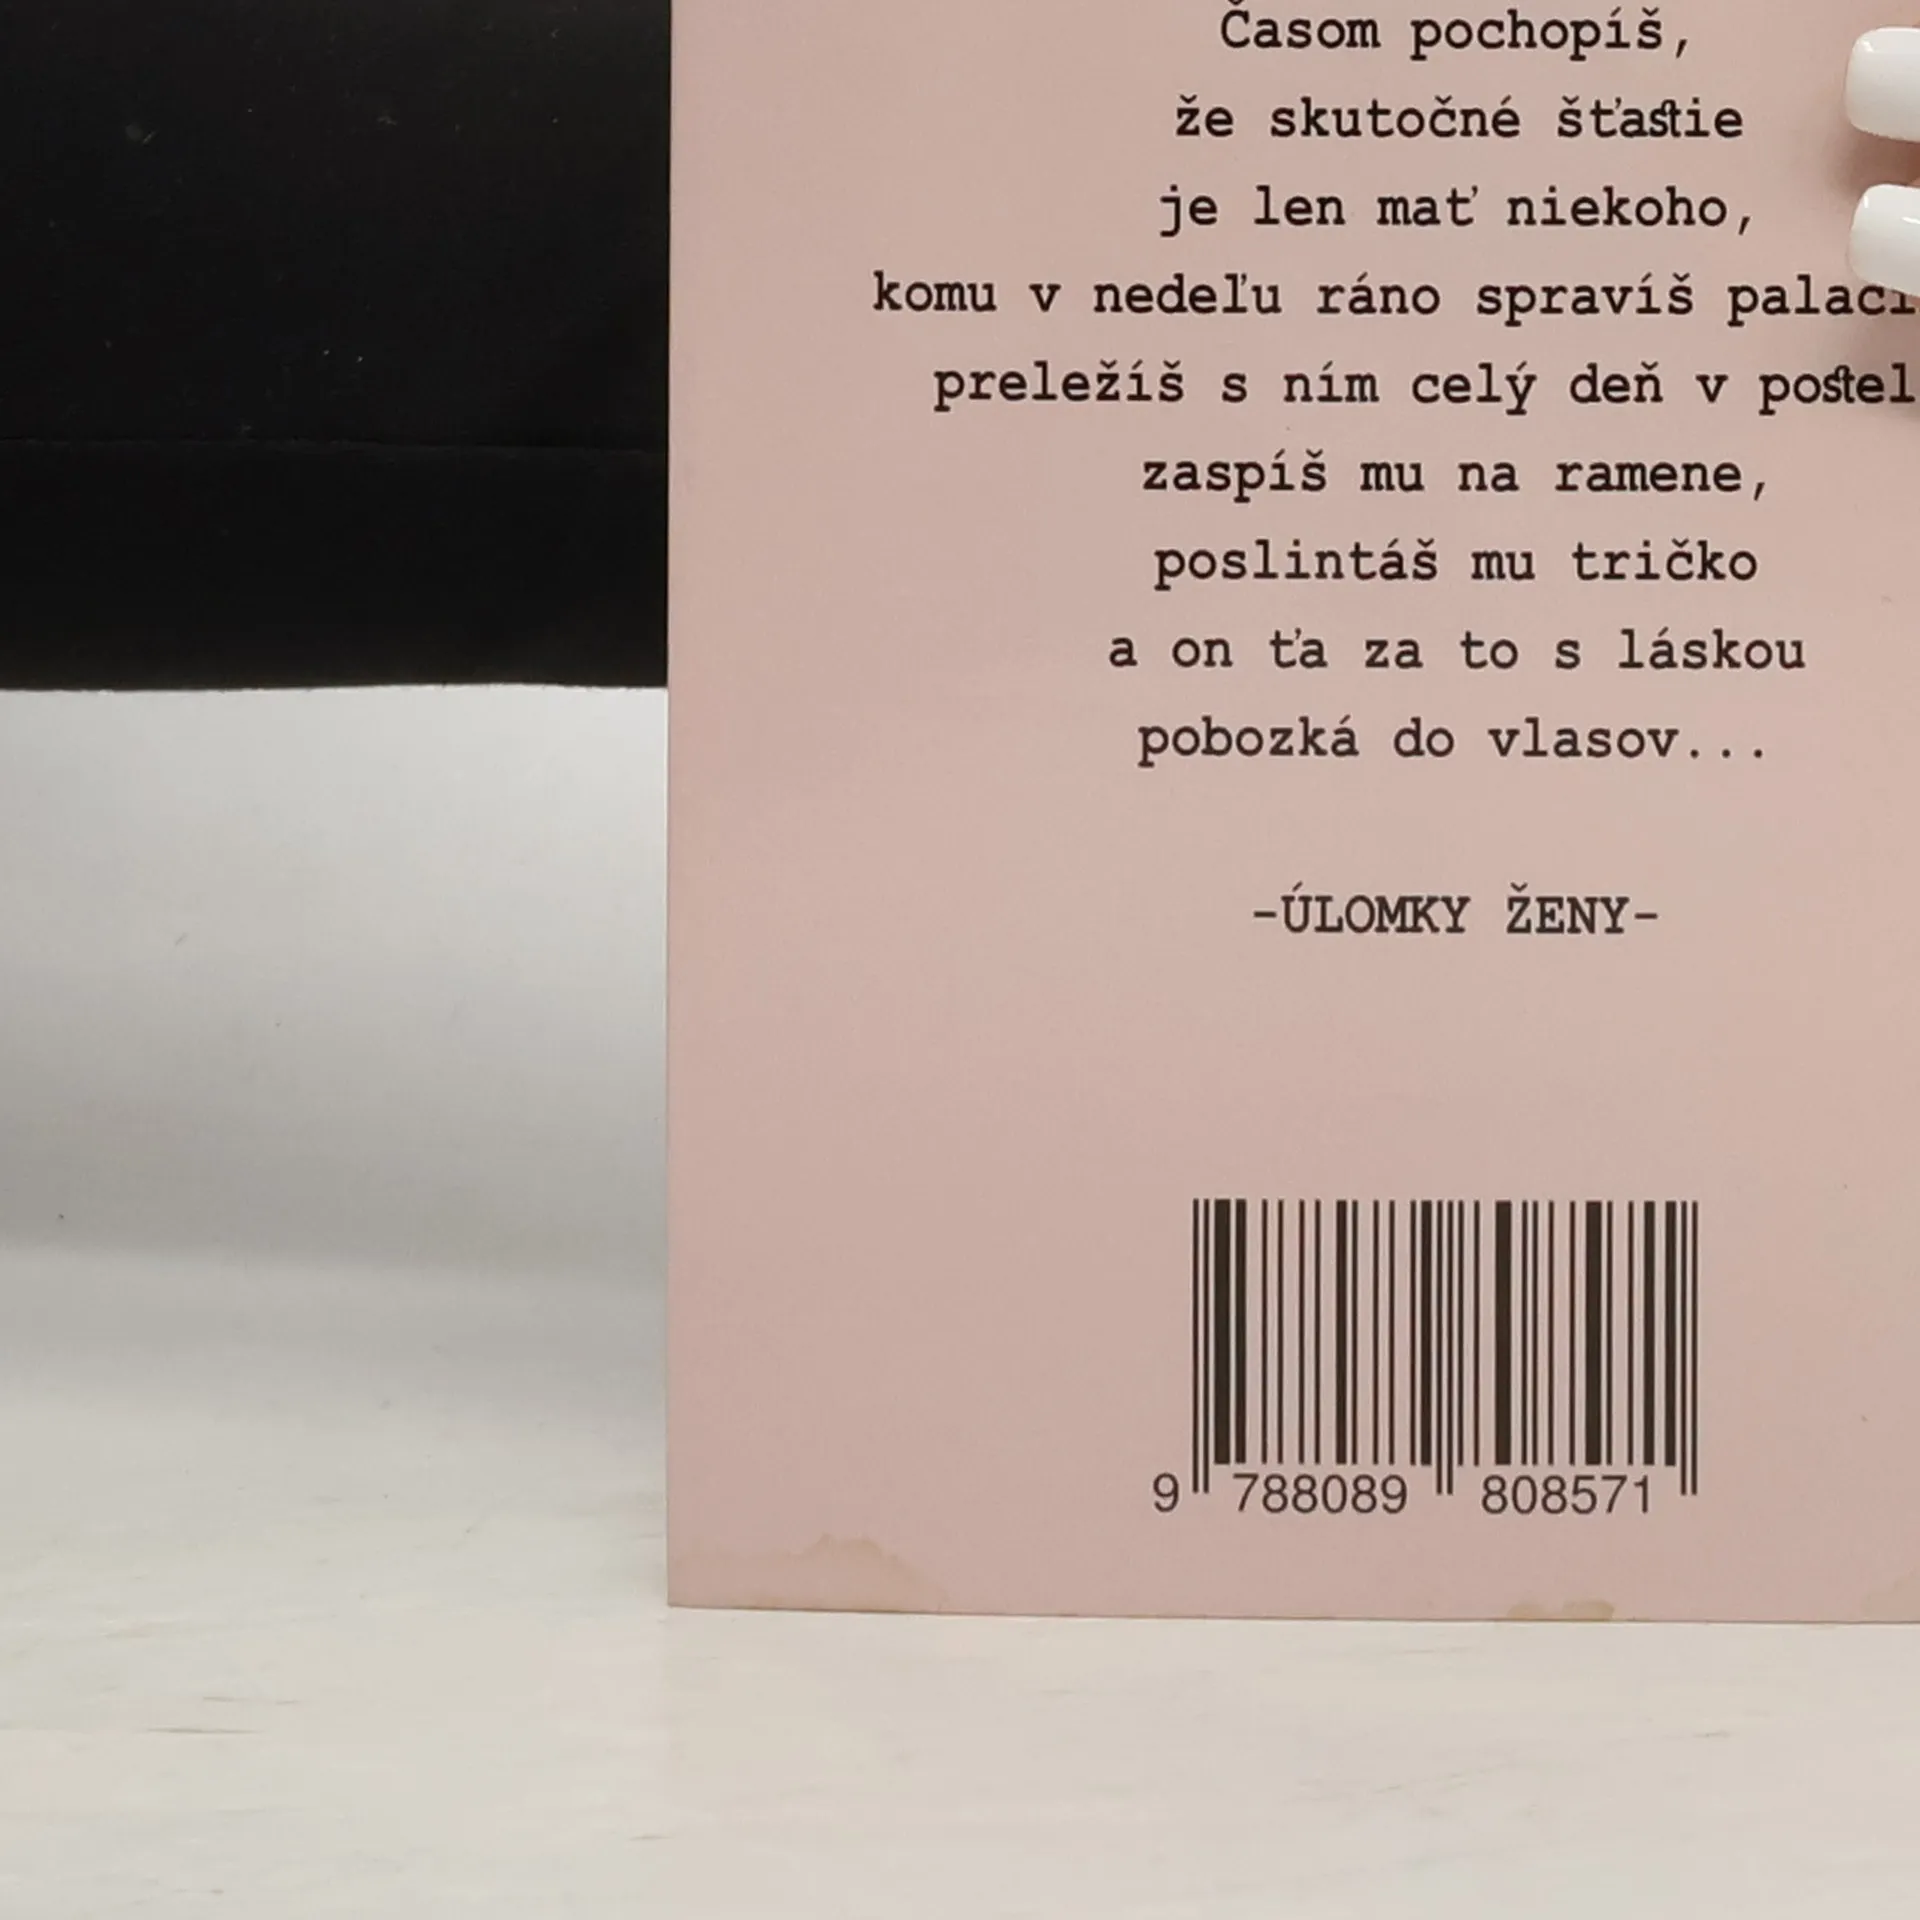 Časom pochopíš,
že skutočné šťastie
je len mať niekoho,
komu v nedeľu ráno spravíš
preležíš s ním celý deň v
zaspíš mu na ramene,
poslintáš mu tričko
a on ťa za to s láskou
pobozká do vlasov...
-ÚLOMKY ŽENY-
9 788089 808571